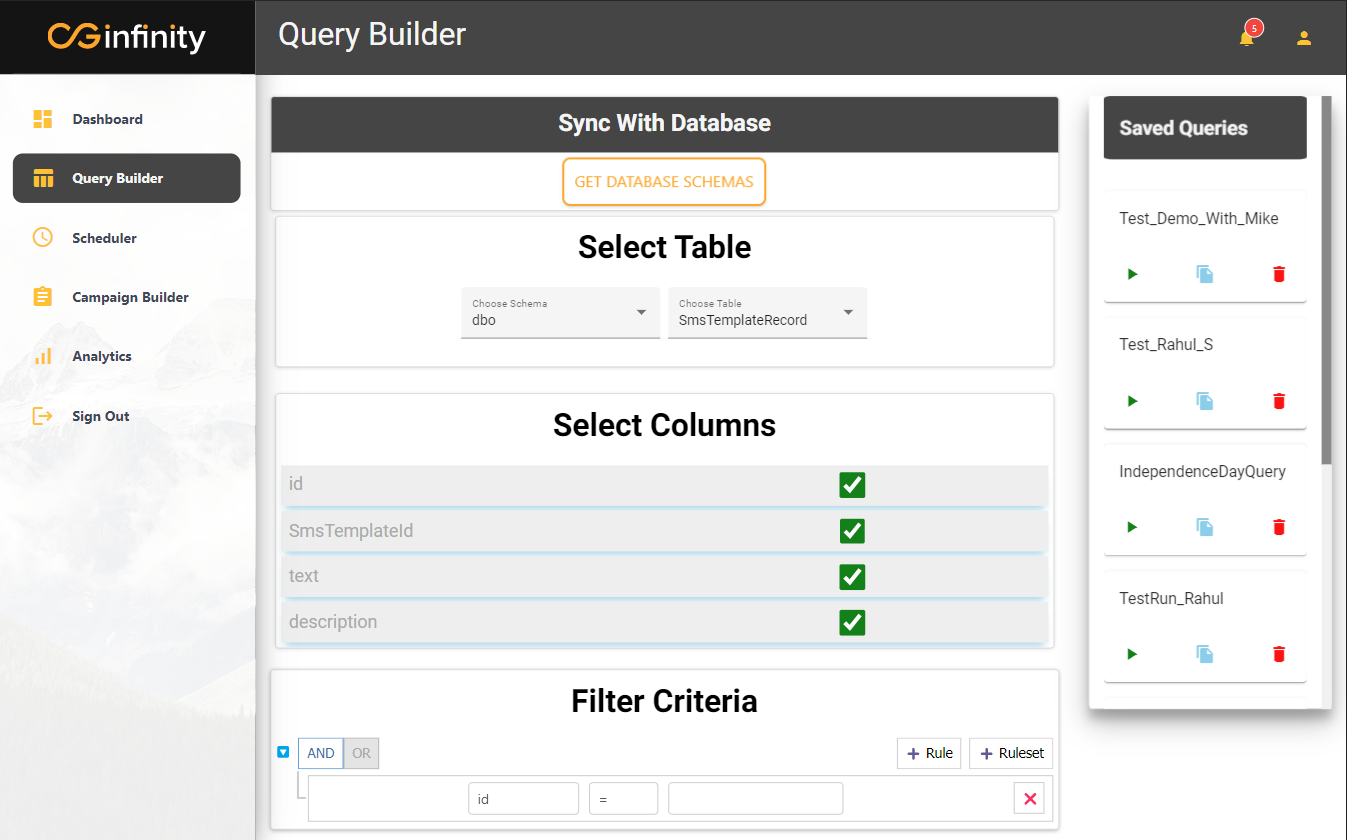 CG infinity
Query Builder
5
Dashboard
Query Builder
Scheduler
Campaign Builder
Analytics
Sign Out
Sync With Database
GET DATABASE SCHEMAS
Select Table
Choose Schema
dbo
Choose Table
SmsTemplateRecord
Select Columns
id
SmsTemplateId
text
description
Filter Criteria
AND OR
+ Rule + Ruleset
id =
Saved Queries
Test_Demo_With_Mike
Test_Rahul_S
IndependenceDayQuery
TestRun_Rahul